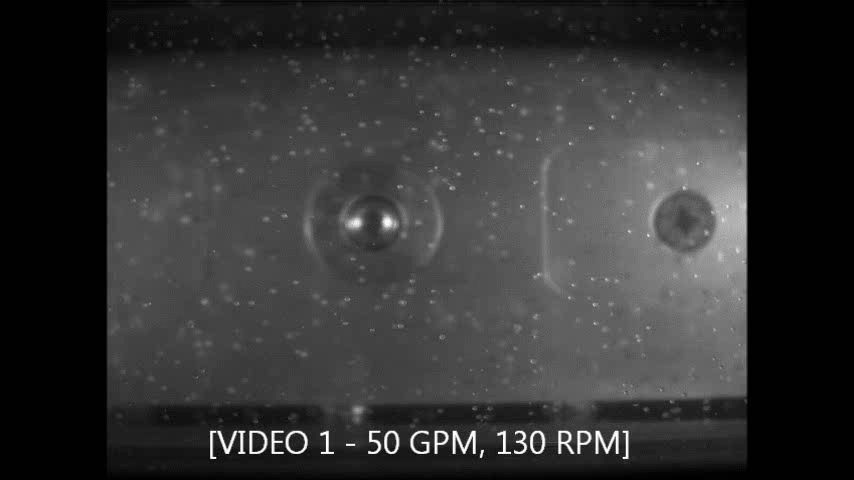 [VIDEO 1 - 50 GPM, 130 RPM]